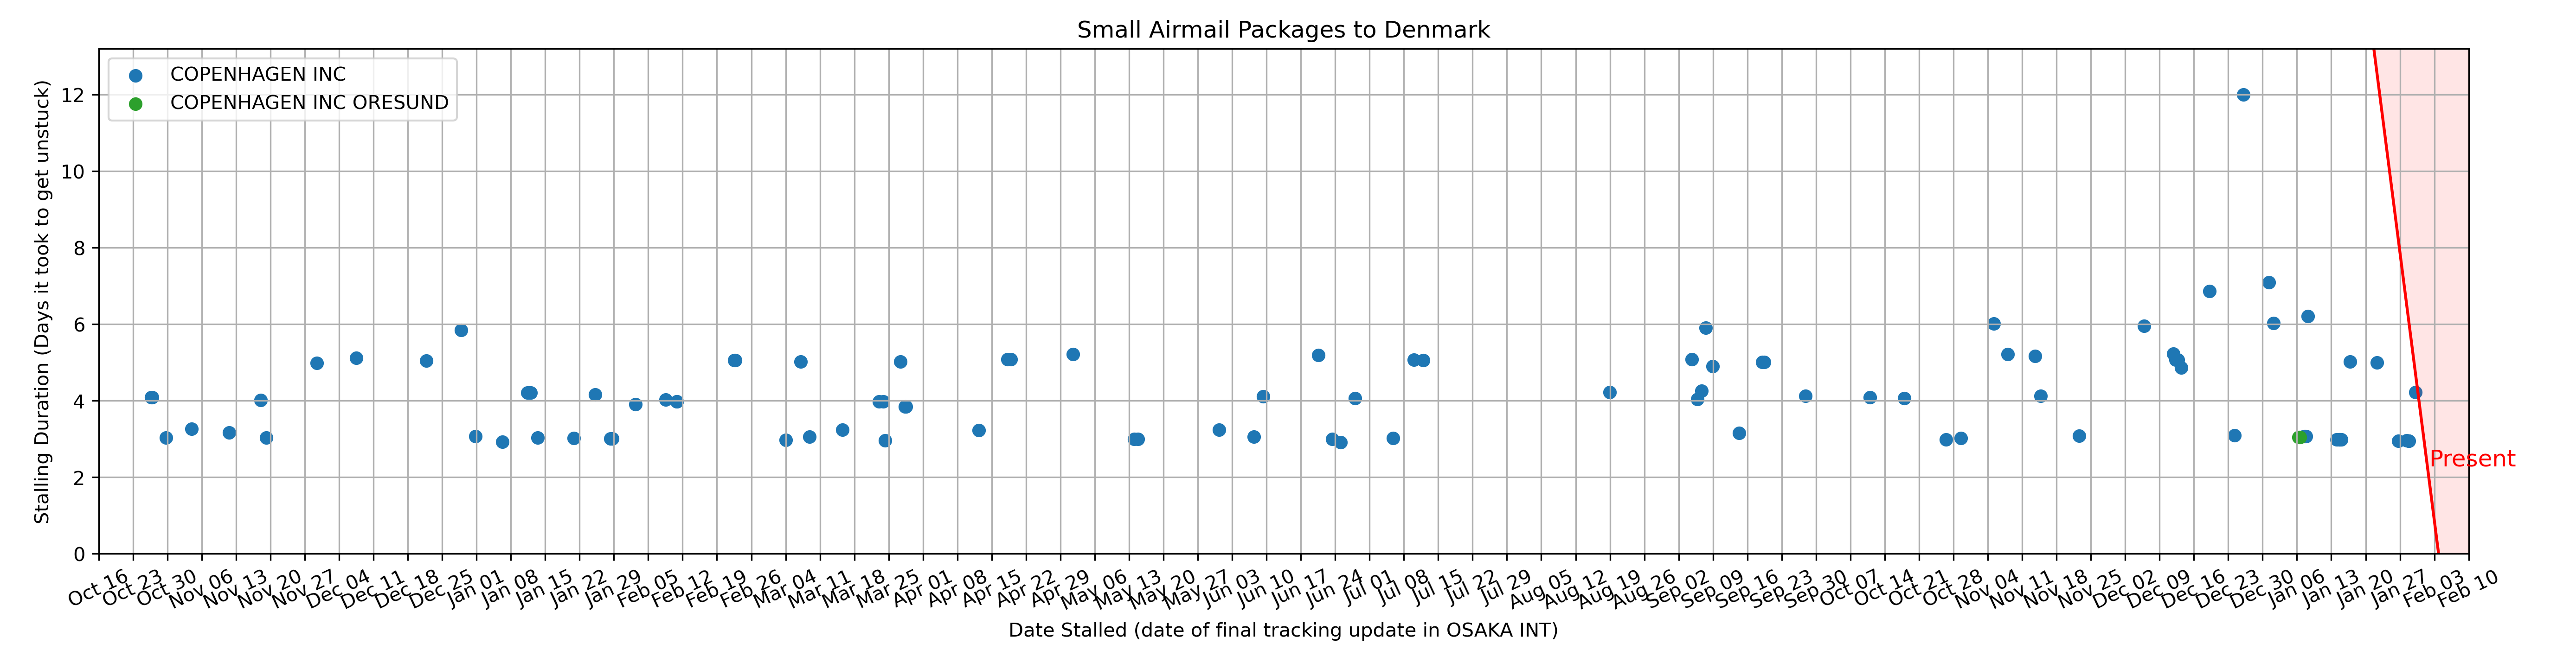 Small Airmail Packages to Denmark
COPENHAGEN INC
COPENHAGEN INC ORESUND
Stalling Duration (Days it took to get unstuck)
12
10
8
6
4
2
0
Present
Oct 16
Oct 23
Oct 30
Nov 06
Nov 13
Nov 20
Nov 27
Dec 04
Dec 11
Dec 18
Dec 25
Jan 01
Jan 08
Jan 15
Jan 22
Jan 29
Feb 05
Feb 12
Feb 19
Feb 26
Mar 04
Mar 11
Mar 18
Mar 25
Apr 01
Apr 08
Apr 15
Apr 22
Apr 29
May 06
May 13
May 20
May 27
Jun 03
Jun 10
Jun 17
Jun 24
Jul 01
Jul 08
Jul 15
Jul 22
Jul 29
Aug 05
Aug 12
Aug 19
Aug 26
Sep 02
Sep 09
Sep 16
Sep 23
Sep 30
Oct 07
Oct 14
Oct 21
Oct 28
Nov 04
Nov 11
Nov 18
Nov 25
Dec 02
Dec 09
Dec 16
Dec 23
Dec 30
Jan 06
Jan 13
Jan 20
Jan 27
Feb 03
Feb 10
Date Stalled (date of final tracking update in OSAKA INT)